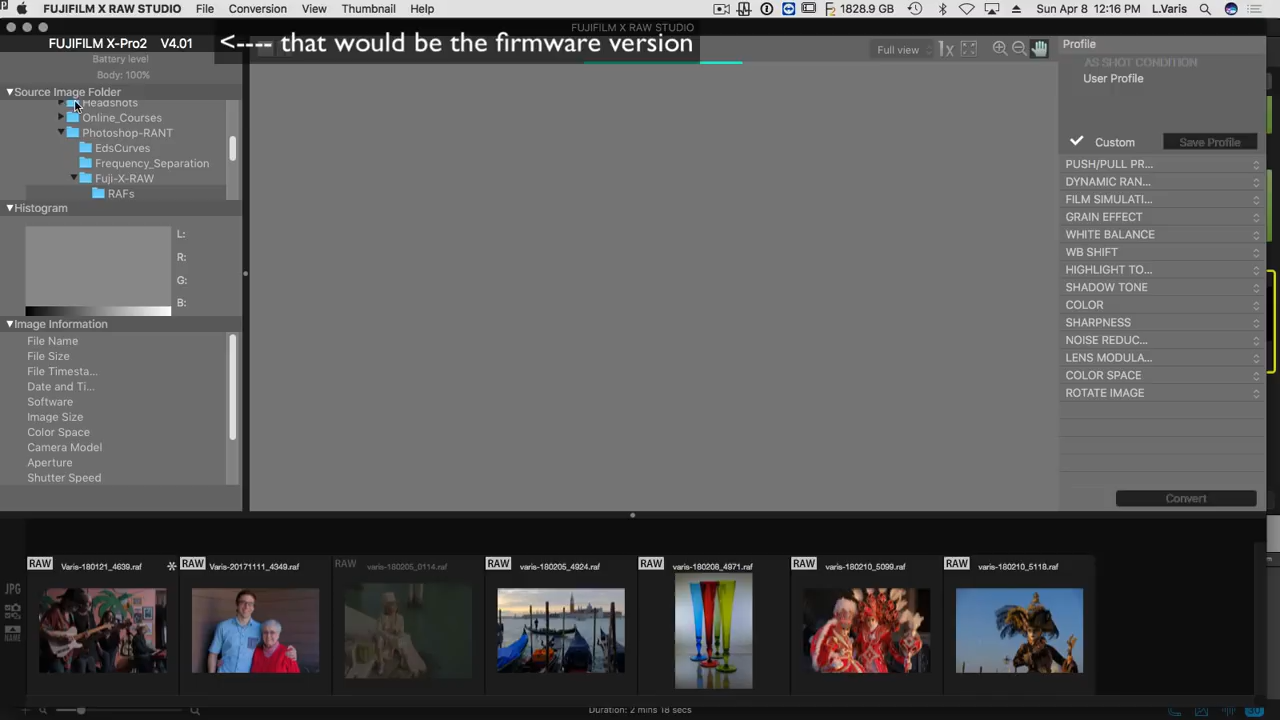 FUJIFILM X RAW STUDIO File Conversion View Thumbnail Help 1828.9 GB Sun Apr 8 12:16 PM L.Varis
FUJIFILM X RAW STUDIO
FUJIFILM X-Pro2 V4.01 <---- that would be the firmware version
Full view 1x
Profile
Battery level
Body: 100%
AS SHOT CONDITION
User Profile
Source Image Folder
Headshots
Online_Courses
Photoshop-RANT
EdsCurves
Frequency_Separation
Fuji-X-RAW
RAFs
Custom Save Profile
PUSH/PULL PR...
DYNAMIC RAN...
FILM SIMULATI...
GRAIN EFFECT
WHITE BALANCE
WB SHIFT
HIGHLIGHT TO...
SHADOW TONE
COLOR
SHARPNESS
NOISE REDUC...
LENS MODULA...
COLOR SPACE
ROTATE IMAGE
Convert
Histogram
L:
R:
G:
B:
Image Information
File Name
File Size
File Timesta...
Date and Ti...
Software
Image Size
Color Space
Camera Model
Aperture
Shutter Speed
JPG
NAME
RAW Varis-180121_4639.raf
RAW Varis-20171111_4349.raf
RAW varis-180205_0114.raf
RAW varis-180205_4924.raf
RAW varis-180208_4971.raf
RAW varis-180210_5099.raf
RAW varis-180210_5118.raf
Duration: 2 mins 18 secs